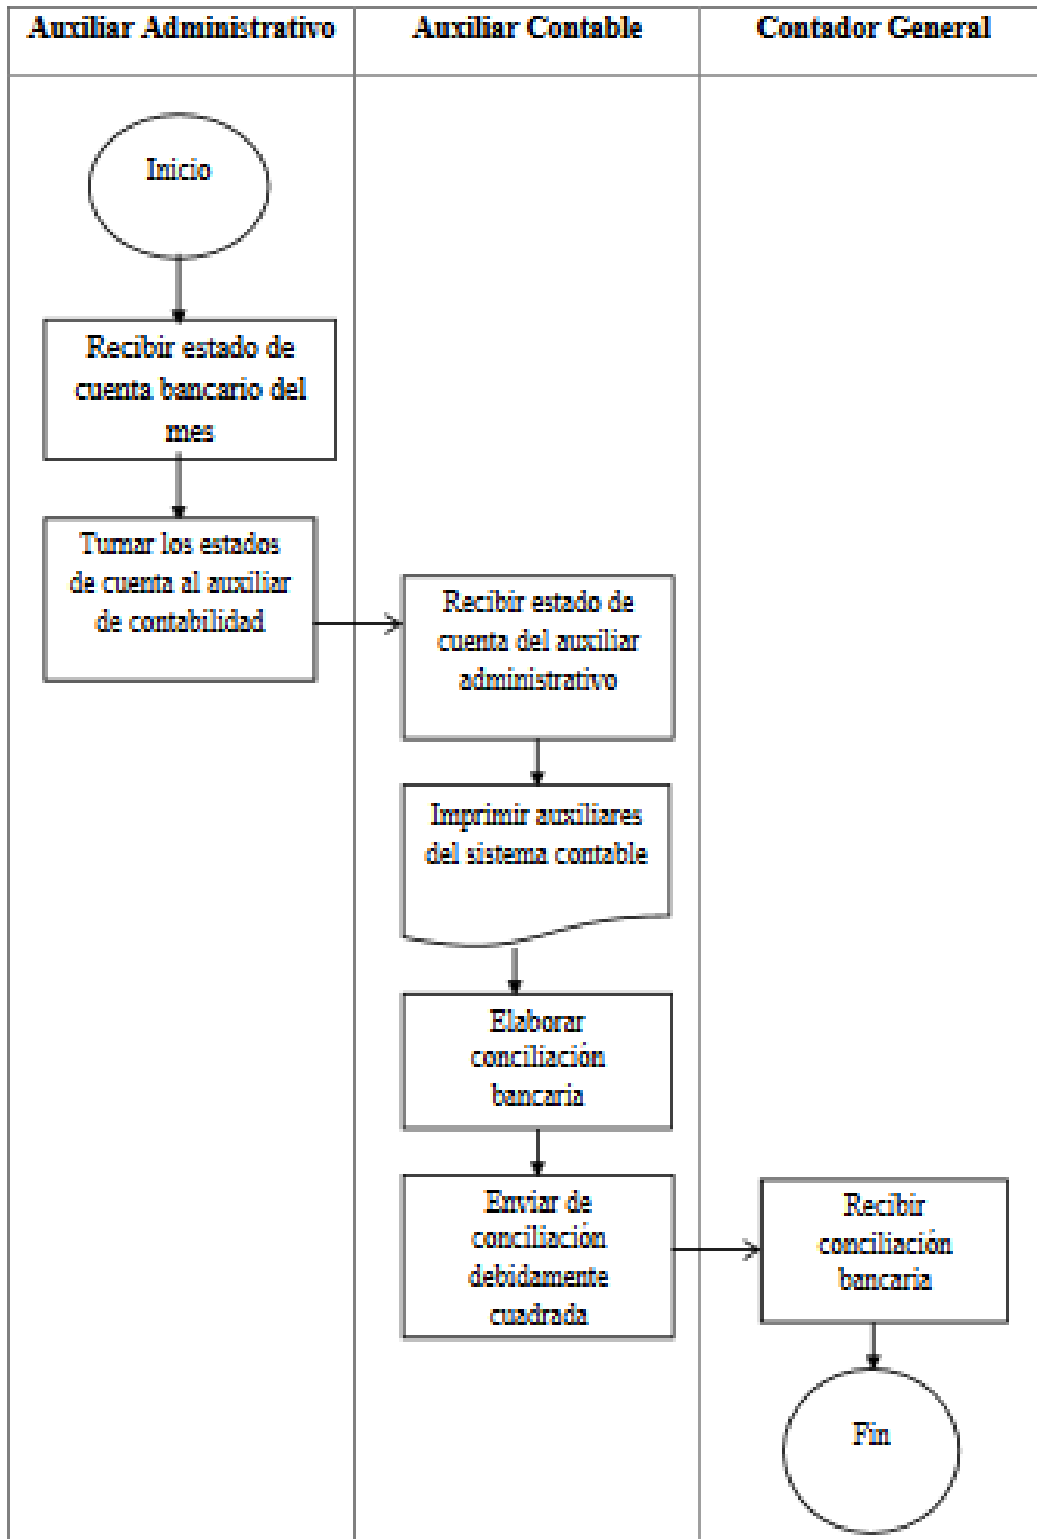 Auxiliar Administrativo
Auxiliar Contable
Contador General
Inicio
Recibir estado de
cuenta bancario del
mes
Turnar los estados
de cuenta al auxiliar
de contabilidad
Recibir estado de
cuenta del auxiliar
administrativo
Imprimir auxiliares
del sistema contable
Elaborar
conciliación
bancaria
Enviar de
conciliación
debidamente
cuadrada
Recibir
conciliación
bancaria
Fin